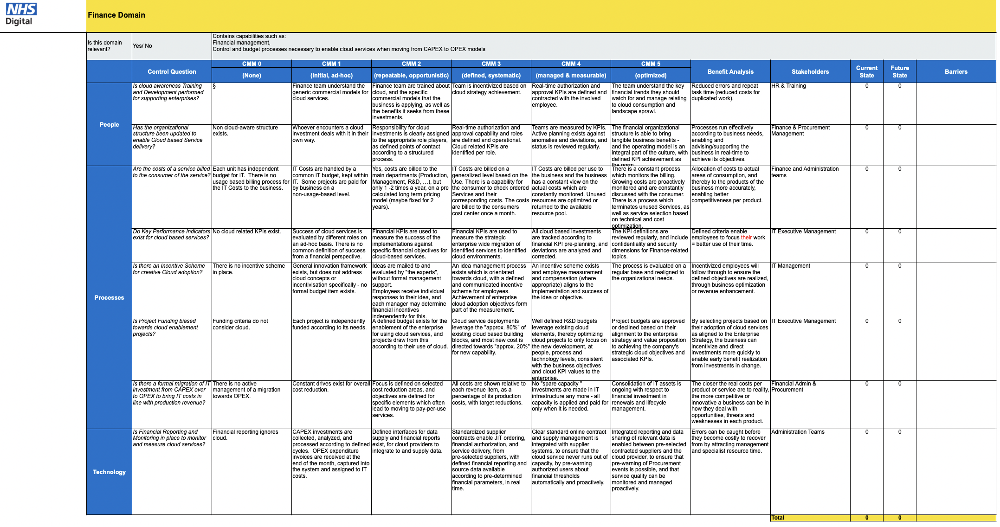 NHS
Digital
Finance Domain
Is this domain
relevant?
Yes/ No
Contains capabilities such as:
Financial management,
Control and budget processes necessary to enable cloud services when moving from CAPEX to OPEX models
Control Question
CMM 0
(None)
CMM 1
(initial, ad-hoc)
CMM 2
(repeatable, opportunistic)
CMM 3
(defined, systematic)
CMM 4
(managed & measurable)
CMM 5
(optimized)
Benefit Analysis
Stakeholders
Current
State
Future
State
Barriers
People
Is cloud awareness Training
and Development performed
for supporting enterprises?
§
Finance team understand the
generic commercial models for
cloud services.
Finance team are trained about
cloud, and the specific
commercial models that the
business is applying, as well as
the benefits it seeks from these
investments.
Team is incentivized based on
cloud strategy achievement.
Real-time authorization and
approval KPIs are defined and
contracted with the involved
employee.
The team understand the key
financial trends they should
watch for and manage relating
to cloud consumption and
landscape sprawl.
Reduced errors and repeat
task time (reduced costs for
duplicated work).
HR & Training
0
0
Has the organizational
structure been updated to
enable Cloud based Service
delivery?
Non cloud-aware structure
exists.
Whoever encounters a cloud
investment deals with it in their
own way.
Responsibility for cloud
investments is clearly assigned
to the appropriate role players,
as defined points of contact
according to a structured
process.
Real-time authorization and
approval capability and roles
are defined and operational.
Cloud related KPIs are
identified per role.
Teams are measured by KPIs.
Active planning exists against
anomalies and deviations, and
status is reviewed regularly.
The financial organizational
structure is able to bring
tangible business benefits -
and the operating model is an
integral part of the culture, with
defined KPI achievement as
the norm.
Processes run effectively
according to business needs,
enabling and
advising/supporting the
business in real-time to
achieve its objectives.
Finance & Procurement
Management
0
0
Processes
Are the costs of a service billed
to the consumer of the service?
Each unit has independent
budget for IT.  There is no
usage based billing process for
the IT Costs to the business.
IT Costs are handled by a
common IT budget, kept within
IT.  Some projects are paid for
by business on a
non-usage-based level.
Yes, costs are billed to the
main departments (Production,
Management, R&D, …), but
only 1 -2 times a year, on a pre
calculated long term pricing
model (maybe fixed for 2
years).
IT Costs are billed on a
generalized level based on the
Use. There is a capability for
the consumer to check ordered
Services and their
corresponding costs. The costs
are billed to the consumers
cost center once a month.
IT Costs are billed per use to
the business and the business
has a constant view on the
actual costs which are
constantly monitored. Unused
resources are optimized or
returned to the available
resource pool.
There is a constant process
which monitors the billing.
Growing costs are proactively
monitored and are constantly
discussed with the consumer.
There is a process which
terminates unused Services, as
well as service selection based
on technical and cost
optimization.
Allocation of costs to actual
areas of consumption, and
thereby to the products of the
business more accurately,
enabling better
competitiveness per product.
Finance and Administration
teams
0
0
Do Key Performance Indicators
exist for cloud based services?
No cloud related KPIs exist.
Success of cloud services is
evaluated by different roles on
an ad-hoc basis. There is no
common definition of success
from a financial perspective.
Financial KPIs are used to
measure the success of the
implementations against
specific financial objectives for
cloud-based services.
Financial KPIs are used to
measure the strategic
enterprise wide migration of
identified services to identified
cloud environments.
All cloud based investments
are tracked according to
financial KPI pre-planning, and
deviations are analyzed and
corrected.
The KPI definitions are
reviewed regularly, and include
confidentiality and security
dimensions for Finance-related
topics.
Defined criteria enable
employees to focus their work
= better use of their time.
IT Executive Management
0
0
Is there an Incentive Scheme
for creative Cloud adoption?
There is no incentive scheme
in place.
General innovation framework
exists, but does not address
cloud concepts or
incentivisation specifically - no
formal budget item exists.
Ideas are mailed to and
evaluated by "the experts",
without formal management
support.
Employees receive individual
responses to their idea, and
each manager may determine
financial incentives
independently for this.
An idea management process
exists which is orientated
towards cloud, with a defined
and communicated incentive
scheme for employees.
Achievement of enterprise
cloud adoption objectives form
part of the measurement.
An incentive scheme exists
and employee measurement
and compensation (where
appropriate) aligns to the
implementation and success of
the idea or objective.
The process is evaluated on a
regular base and realigned to
the organizational needs.
Incentivized employees will
follow through to ensure the
defined objectives are realized,
through business optimization
or revenue enhancement.
IT Management
0
0
Is Project Funding biased
towards cloud enablement
projects?
Funding criteria do not
consider cloud.
Each project is independently
funded according to its needs.
A defined budget exists for the
enablement of the enterprise
for using cloud services, and
projects draw from this
according to their use of cloud.
Cloud service deployments
leverage the "approx. 80%" of
existing cloud based building
blocks, and most new cost is
directed towards "approx. 20%"
for new capability.
Well defined R&D budgets
leverage existing cloud
elements, thereby optimizing
cloud projects to only focus on
the new development, at
people, process and
technology levels, consistent
with the business objectives
and cloud KPI values to the
enterprise.
Project budgets are approved
or declined based on their
alignment to the enterprise
strategy and value proposition
to achieving the company's
strategic cloud objectives and
associated KPIs.
By selecting projects based on
their adoption of cloud services
as aligned to the Enterprise
Strategy, the business can
incentivize and direct
investments more quickly to
enable early benefit realization
from investments in change.
IT Executive Management
0
0
Is there a formal migration of IT
investment from CAPEX over
to OPEX to bring IT costs in
line with production revenue?
There is no active
management of a migration
towards OPEX.
Constant drives exist for overall
cost reduction.
Focus is defined on selected
cost reduction areas, and
objectives are defined for
specific elements which often
lead to moving to pay-per-use
services.
All costs are shown relative to
each revenue item, as a
percentage of its production
costs, with target reductions.
No "spare capacity "
investments are made in IT
infrastructure any more - all
capacity is applied and paid for
only when it is needed.
Consolidation of IT assets is
ongoing with respect to
financial investment in
renewals and lifecycle
management.
The closer the real costs per
product or service are to reality,
the more competitive or
innovative a business can be in
how they deal with
opportunities, threats and
weaknesses in each product.
Financial Admin &
Procurement
0
0
Technology
Is Financial Reporting and
Monitoring in place to monitor
and measure cloud services?
Financial reporting ignores
cloud.
CAPEX investments are
collected, analyzed, and
processed according to defined
cycles.  OPEX expenditure
invoices are received at the
end of the month, captured into
the system and assigned to IT
costs.
Defined interfaces for data
supply and financial reports
exist, for cloud providers to
integrate to and supply data.
Standardized supplier
contracts enable JIT ordering,
financial authorization, and
service delivery, from
pre-selected suppliers, with
defined financial reporting and
source data available
according to pre-determined
financial parameters, in real
time.
Clear standard online contract
and supply management is
integrated with supplier
systems, to ensure that the
cloud service never runs out of
capacity, by pre-warning
authorized users about
financial thresholds
automatically and proactively.
Integrated reporting and data
sharing of relevant data is
enabled between pre-selected
contracted suppliers and the
cloud provider, to ensure that
pre-warning of Procurement
events is possible, and that
service quality can be
monitored and managed
proactively.
Errors can be caught before
they become costly to recover
from by attracting management
and specialist resource time.
Administration Teams
0
0
Total
0
0